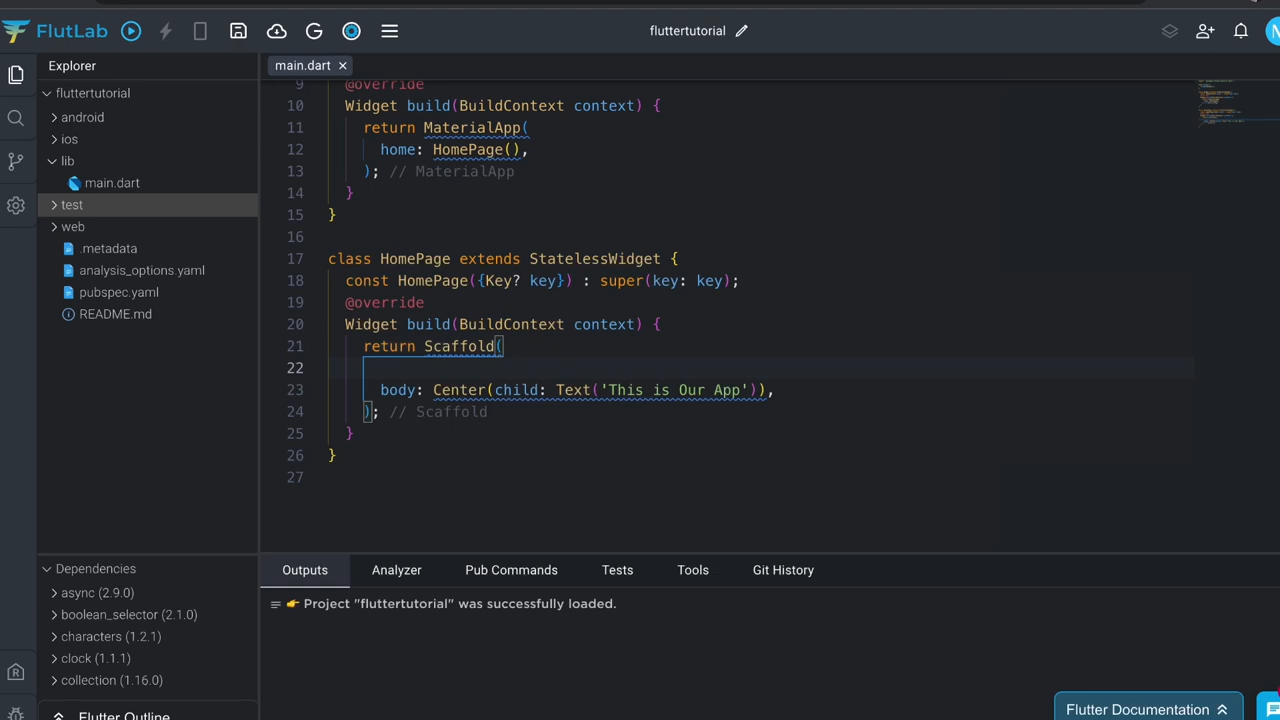 FlutLab
fluttertutorial
Explorer
fluttertutorial
android
ios
lib
main.dart
test
web
.metadata
analysis_options.yaml
pubspec.yaml
README.md
Dependencies
async (2.9.0)
boolean_selector (2.1.0)
characters (1.2.1)
clock (1.1.1)
collection (1.16.0)
Flutter Outline
main.dart
9 @override
10 Widget build(BuildContext context) {
11 return MaterialApp(
12 home: HomePage(),
13 ); // MaterialApp
14 }
15 }
16
17 class HomePage extends StatelessWidget {
18 const HomePage({Key? key}) : super(key: key);
19 @override
20 Widget build(BuildContext context) {
21 return Scaffold(
22
23 body: Center(child: Text('This is Our App')),
24 ); // Scaffold
25 }
26 }
27
Outputs Analyzer Pub Commands Tests Tools Git History
👉 Project "fluttertutorial" was successfully loaded.
Flutter Documentation